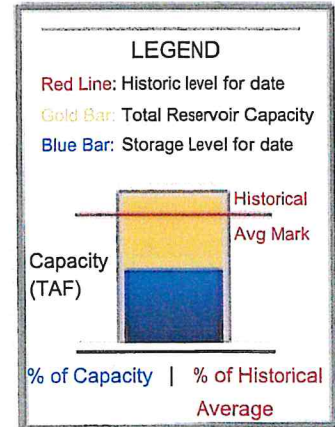 LEGEND
Red Line: Historic level for date
Gold Bar: Total Reservoir Capacity
Blue Bar: Storage Level for date
Historical
Avg Mark
Capacity
(TAF)
% of Capacity | % of Historical
Average